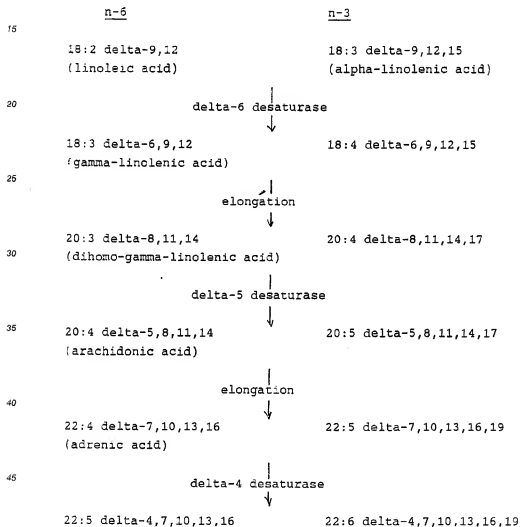 n-6 n-3
15
18:2 delta-9,12 18:3 delta-9,12,15
(linoleic acid) (alpha-linolenic acid)
20 delta-6 desaturase
18:3 delta-6,9,12 18:4 delta-6,9,12,15
(gamma-linolenic acid)
25
elongation
20:3 delta-8,11,14 20:4 delta-8,11,14,17
30
(dihomo-gamma-linolenic acid)
delta-5 desaturase
35 20:4 delta-5,8,11,14 20:5 delta-5,8,11,14,17
(arachidonic acid)
elongation
40
22:4 delta-7,10,13,16 22:5 delta-7,10,13,16,19
(adrenic acid)
45 delta-4 desaturase
22:5 delta-4,7,10,13,16 22:6 delta-4,7,10,13,16,19